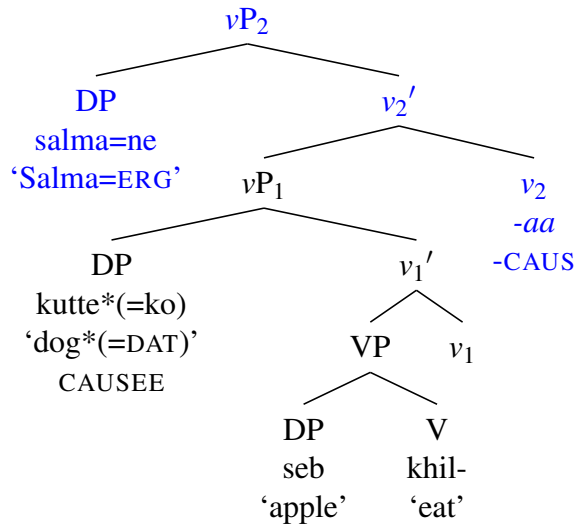 vP₂
DP v₂′
salma=ne
‘Salma=ERG’ vP₁ v₂
-aa
DP v₁′ -CAUS
kutte*(=ko)
‘dog*(=DAT)’ VP v₁
CAUSEE
DP V
seb khil-
‘apple’ ‘eat’